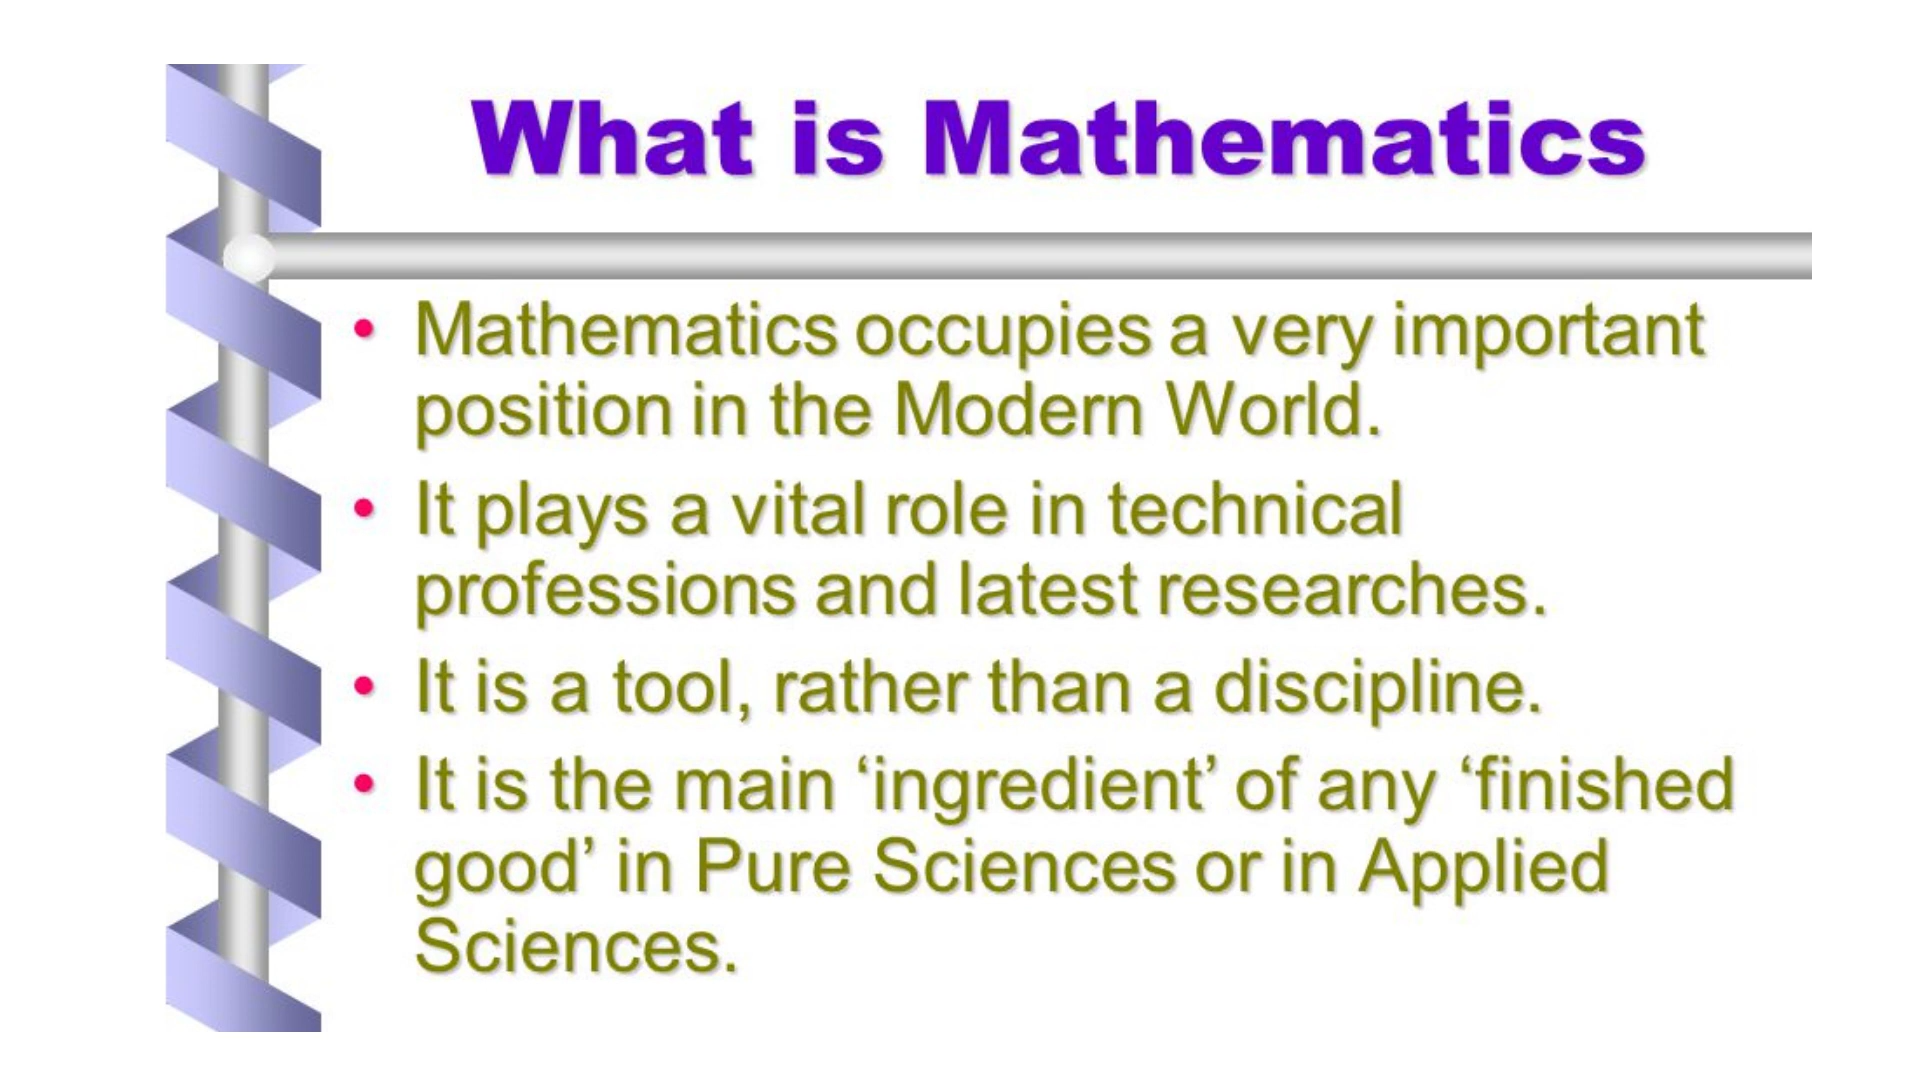 What is Mathematics
• Mathematics occupies a very important
position in the Modern World.
• It plays a vital role in technical
professions and latest researches.
• It is a tool, rather than a discipline.
• It is the main ‘ingredient’ of any ‘finished
good’ in Pure Sciences or in Applied
Sciences.